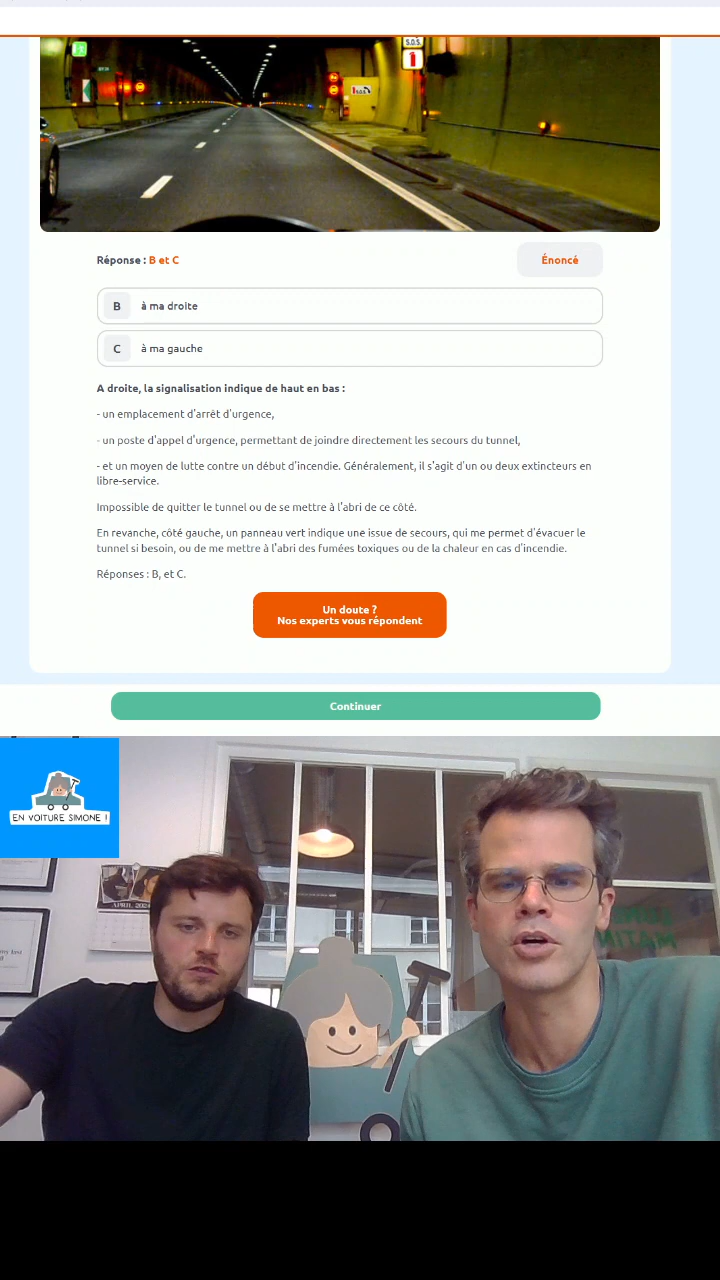 S.O.S.
SOS
Réponse : B et C
Énoncé
B à ma droite
C à ma gauche
A droite, la signalisation indique de haut en bas :
- un emplacement d'arrêt d'urgence,
- un poste d'appel d'urgence, permettant de joindre directement les secours du tunnel,
- et un moyen de lutte contre un début d'incendie. Généralement, il s'agit d'un ou deux extincteurs en
libre-service.
Impossible de quitter le tunnel ou de se mettre à l'abri de ce côté.
En revanche, côté gauche, un panneau vert indique une issue de secours, qui me permet d'évacuer le
tunnel si besoin, ou de me mettre à l'abri des fumées toxiques ou de la chaleur en cas d'incendie.
Réponses : B, et C.
Un doute ?
Nos experts vous répondent
Continuer
EN VOITURE SIMONE !
APRIL
MATIN